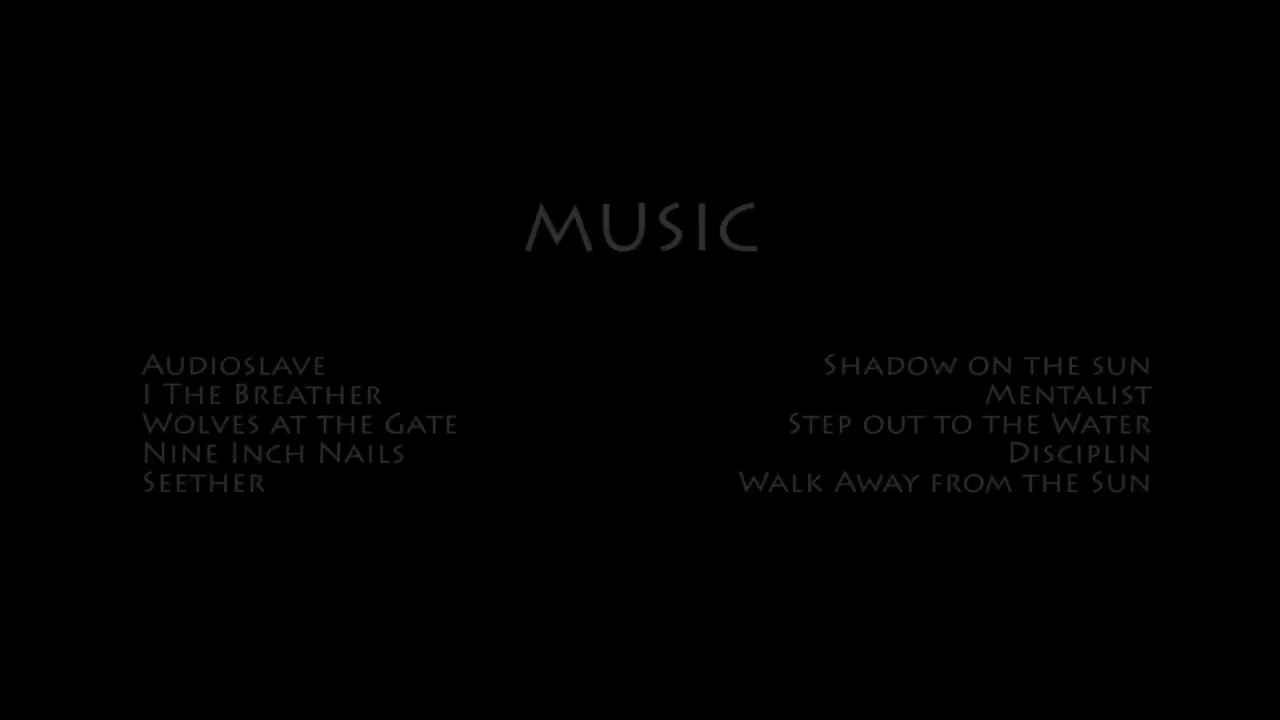 MUSIC
AUDIOSLAVE SHADOW ON THE SUN
I THE BREATHER MENTALIST
WOLVES AT THE GATE STEP OUT TO THE WATER
NINE INCH NAILS DISCIPLIN
SEETHER WALK AWAY FROM THE SUN